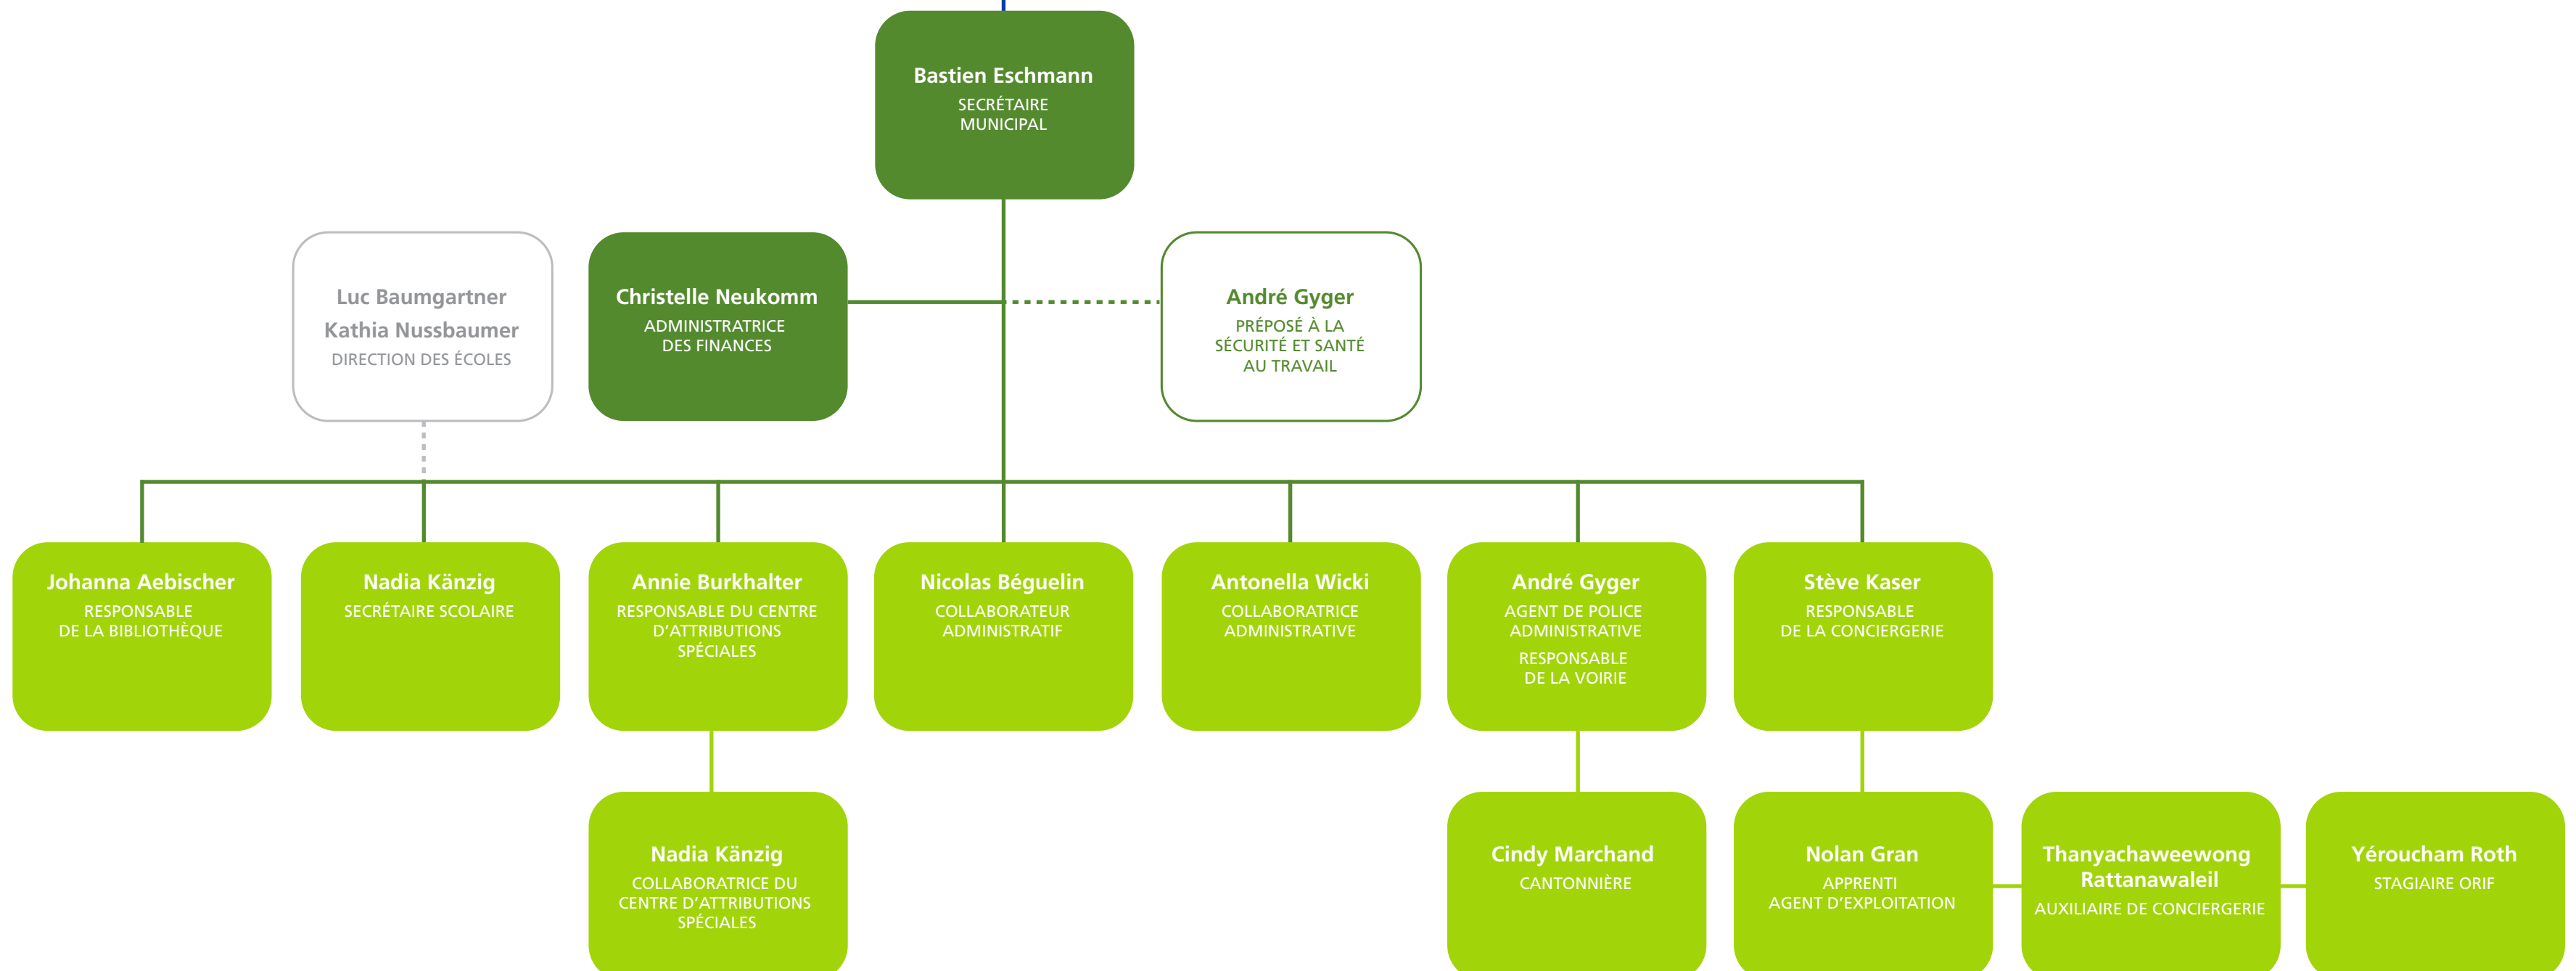 Bastien Eschmann
SECRÉTAIRE
MUNICIPAL
Luc Baumgartner
Kathia Nussbaumer
DIRECTION DES ÉCOLES
Christelle Neukomm
ADMINISTRATRICE
DES FINANCES
André Gyger
PRÉPOSÉ À LA
SÉCURITÉ ET SANTÉ
AU TRAVAIL
Johanna Aebischer
RESPONSABLE
DE LA BIBLIOTHÈQUE
Nadia Känzig
SECRÉTAIRE SCOLAIRE
Annie Burkhalter
RESPONSABLE DU CENTRE
D’ATTRIBUTIONS
SPÉCIALES
Nicolas Béguelin
COLLABORATEUR
ADMINISTRATIF
Antonella Wicki
COLLABORATRICE
ADMINISTRATIVE
André Gyger
AGENT DE POLICE
ADMINISTRATIVE
RESPONSABLE
DE LA VOIRIE
Stève Kaser
RESPONSABLE
DE LA CONCIERGERIE
Nadia Känzig
COLLABORATRICE DU
CENTRE D’ATTRIBUTIONS
SPÉCIALES
Cindy Marchand
CANTONNIÈRE
Nolan Gran
APPRENTI
AGENT D’EXPLOITATION
Thanyachaweewong
Rattanawaleil
AUXILIAIRE DE CONCIERGERIE
Yéroucham Roth
STAGIAIRE ORIF